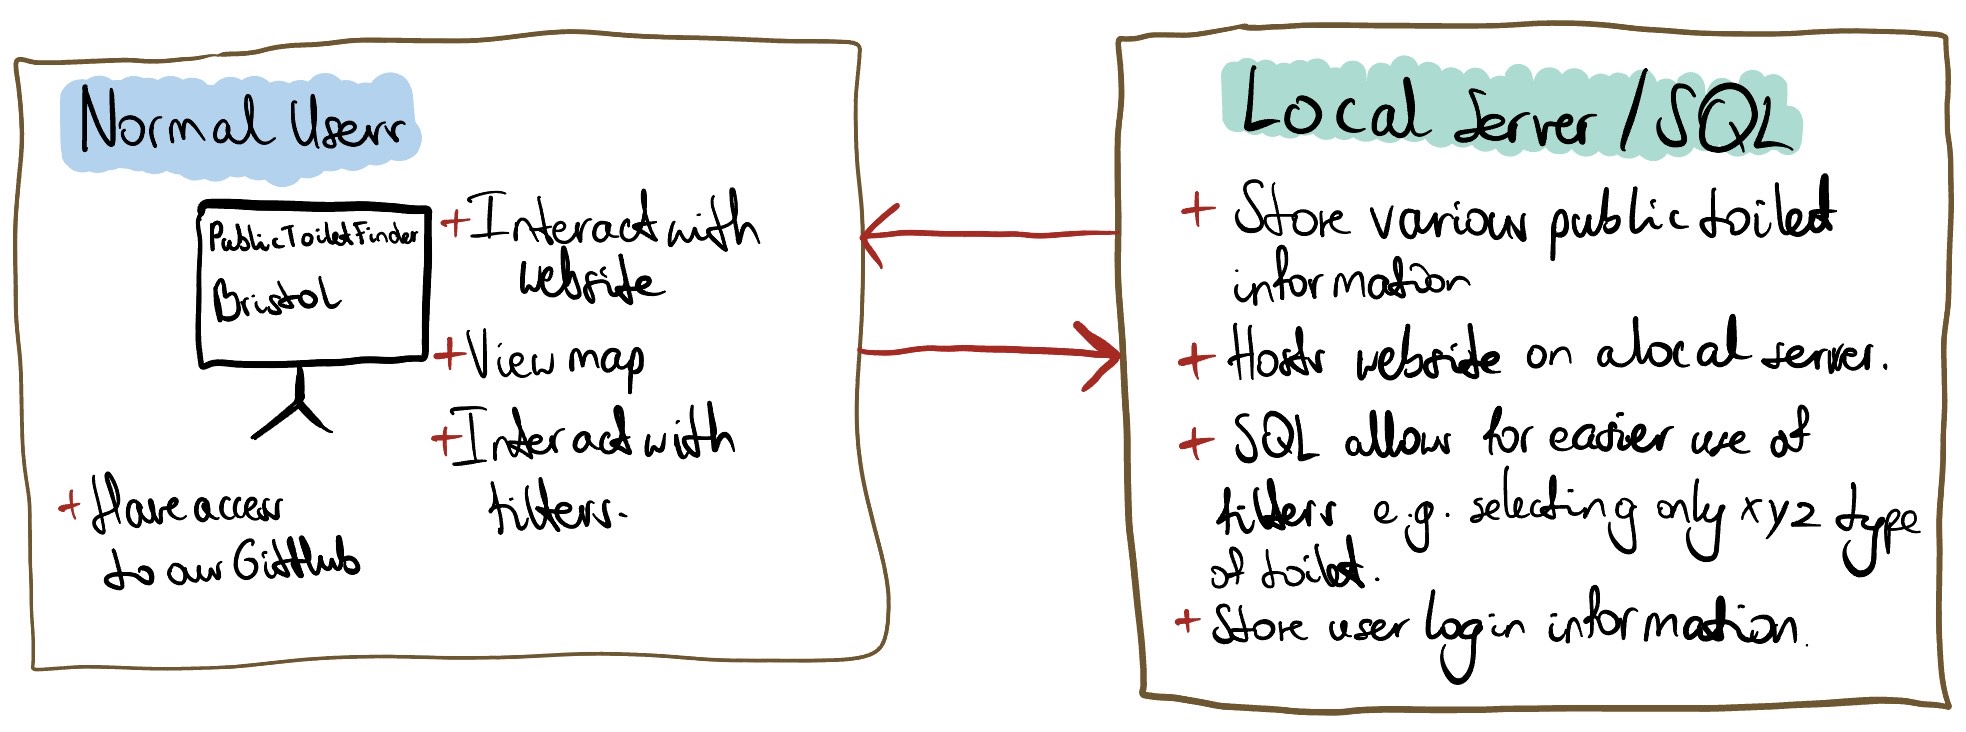 Normal Userr
PublicToiletFinder
Bristol
+ Interact with
website
+ View map
+ Interact with
filters.
+ Have access
to our GitHub
Local Server / SQL
+ Store various public toilet
information
+ Hosts website on a local server.
+ SQL allows for easier use of
filters e.g. selecting only xyz type
of toilet.
+ Store user login information.